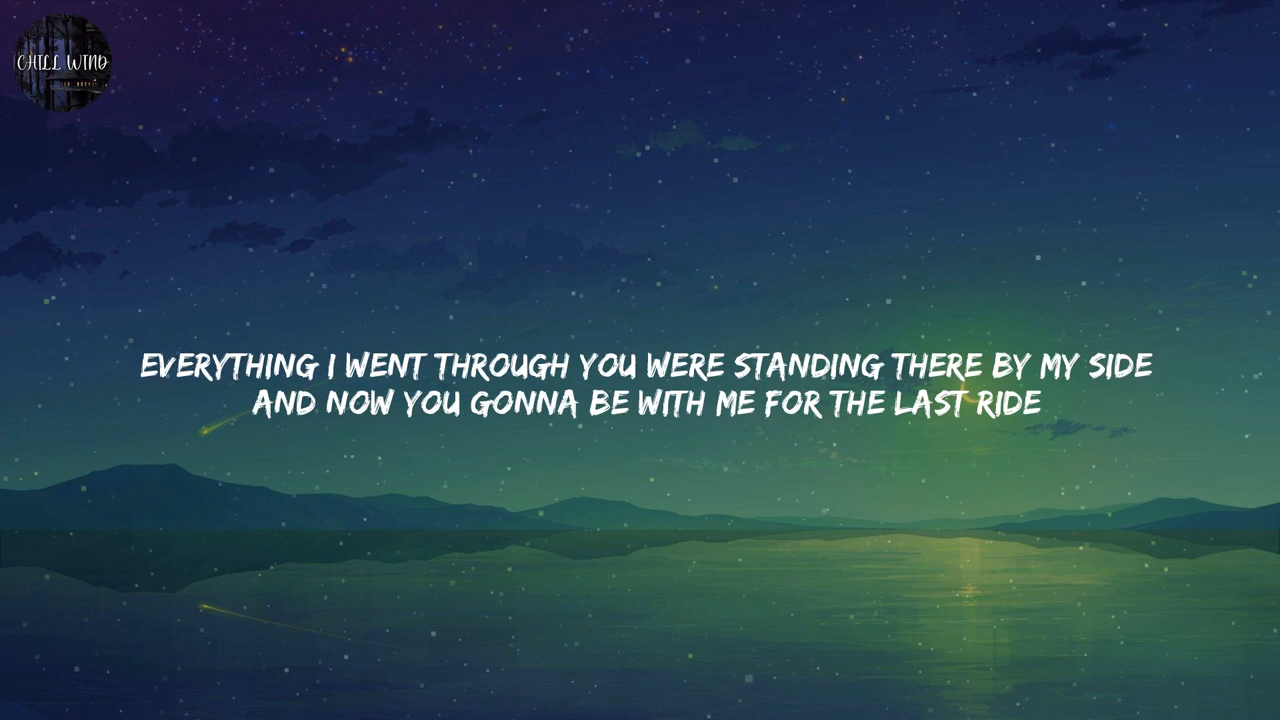 CHILL WIND
EVERYTHING I WENT THROUGH YOU WERE STANDING THERE BY MY SIDE
AND NOW YOU GONNA BE WITH ME FOR THE LAST RIDE